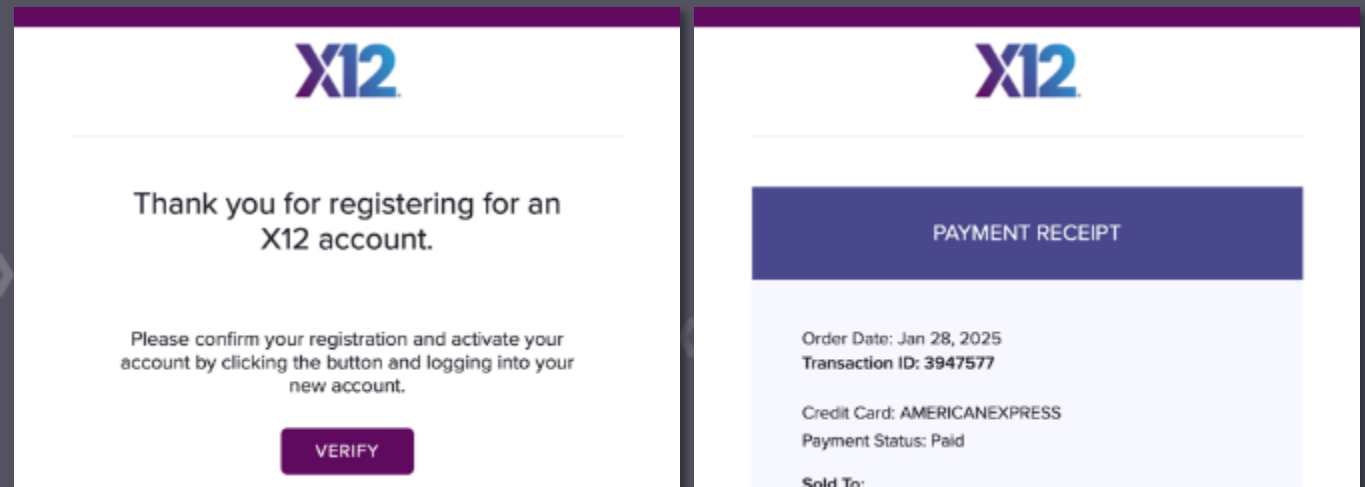 X12
Thank you for registering for an
X12 account.
Please confirm your registration and activate your
account by clicking the button and logging into your
new account.
VERIFY
X12
PAYMENT RECEIPT
Order Date: Jan 28, 2025
Transaction ID: 3947577
Credit Card: AMERICANEXPRESS
Payment Status: Paid
Sold To: